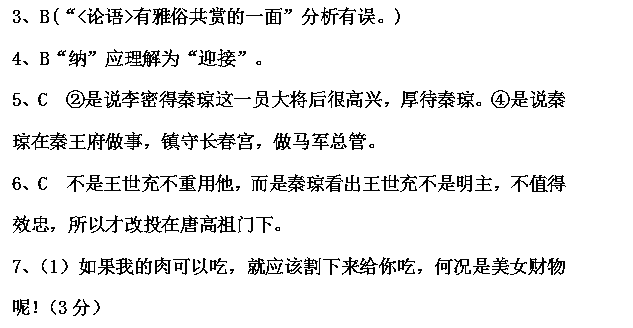 3、B(“<论语>有雅俗共赏的一面”分析有误。)
4、B“纳”应理解为“迎接”。
5、C ②是说李密得秦琼这一员大将后很高兴，厚待秦琼。④是说秦
琼在秦王府做事，镇守长春宫，做马军总管。
6、C 不是王世充不重用他，而是秦琼看出王世充不是明主，不值得
效忠，所以才改投在唐高祖门下。
7、（1）如果我的肉可以吃，就应该割下来给你吃，何况是美女财物
呢！（3分）